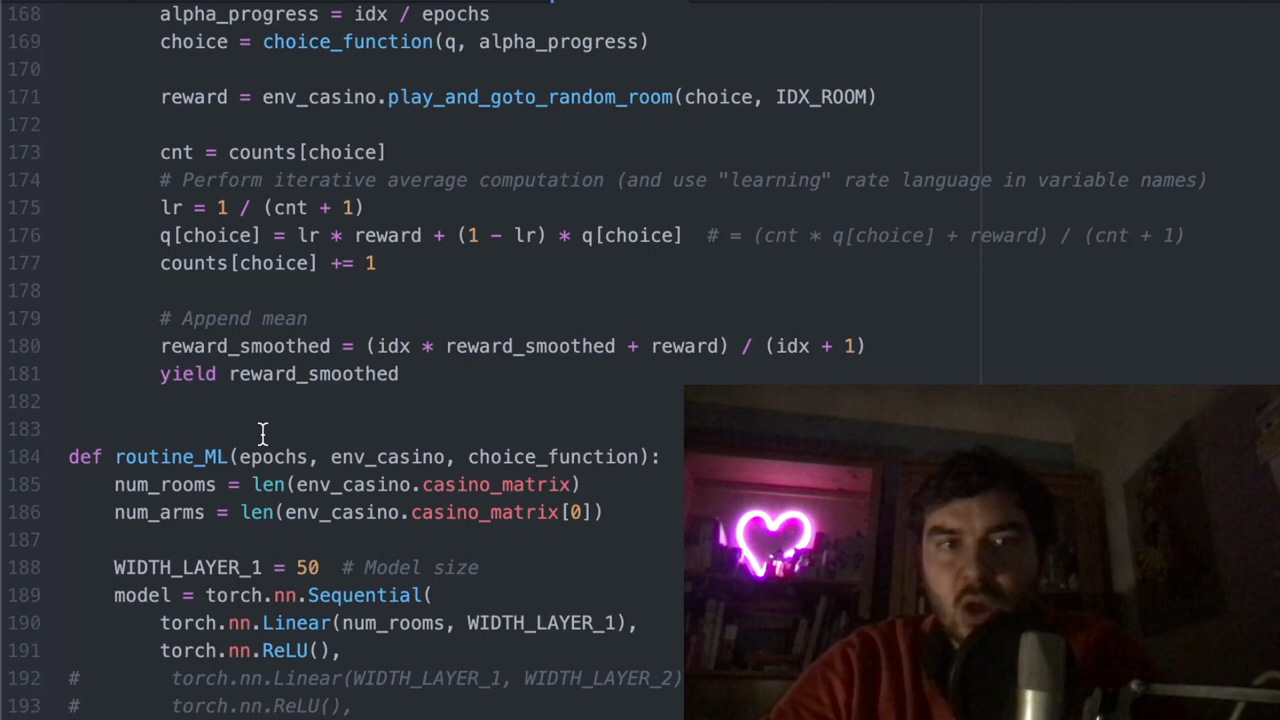 168 alpha_progress = idx / epochs
169 choice = choice_function(q, alpha_progress)
170
171 reward = env_casino.play_and_goto_random_room(choice, IDX_ROOM)
172
173 cnt = counts[choice]
174 # Perform iterative average computation (and use "learning" rate language in variable names)
175 lr = 1 / (cnt + 1)
176 q[choice] = lr * reward + (1 - lr) * q[choice]  # = (cnt * q[choice] + reward) / (cnt + 1)
177 counts[choice] += 1
178
179 # Append mean
180 reward_smoothed = (idx * reward_smoothed + reward) / (idx + 1)
181 yield reward_smoothed
182
183
184 def routine_ML(epochs, env_casino, choice_function):
185 num_rooms = len(env_casino.casino_matrix)
186 num_arms = len(env_casino.casino_matrix[0])
187
188 WIDTH_LAYER_1 = 50  # Model size
189 model = torch.nn.Sequential(
190 torch.nn.Linear(num_rooms, WIDTH_LAYER_1),
191 torch.nn.ReLU(),
192 # torch.nn.Linear(WIDTH_LAYER_1, WIDTH_LAYER_2)
193 # torch.nn.ReLU(),